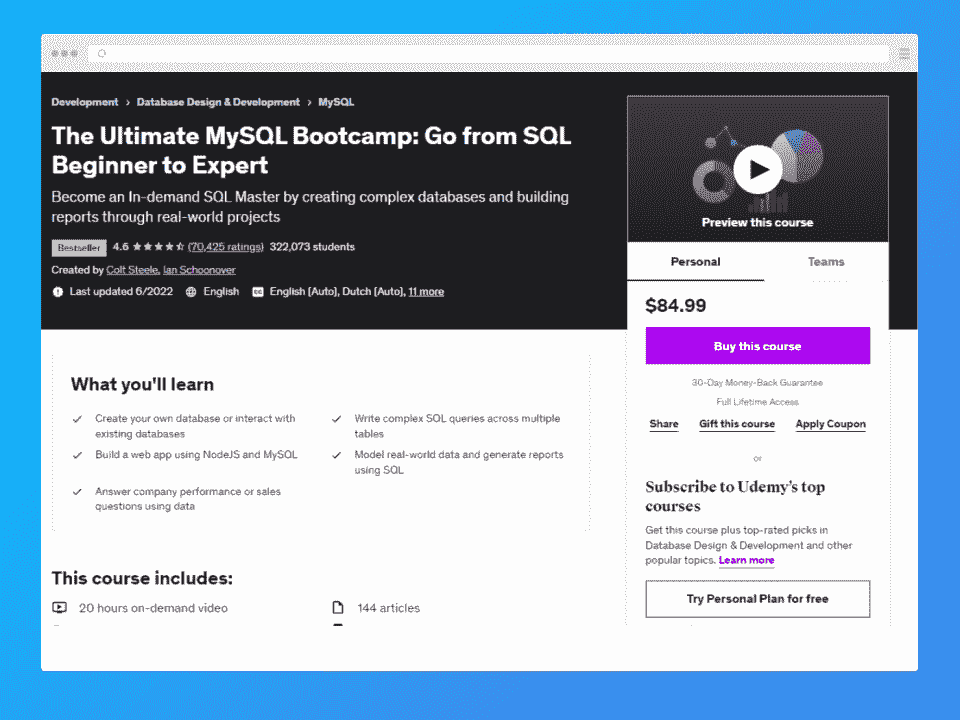 Development › Database Design & Development › MySQL
The Ultimate MySQL Bootcamp: Go from SQL
Beginner to Expert
Become an In-demand SQL Master by creating complex databases and building
reports through real-world projects
Bestseller 4.6 (70,425 ratings) 322,073 students
Created by Colt Steele, Ian Schoonover
Last updated 6/2022 English English [Auto], Dutch [Auto], 11 more
Preview this course
Personal Teams
$84.99
Buy this course
30-Day Money-Back Guarantee
Full Lifetime Access
Share Gift this course Apply Coupon
or
Subscribe to Udemy's top
courses
Get this course plus top-rated picks in
Database Design & Development and other
popular topics. Learn more
Try Personal Plan for free
What you'll learn
Create your own database or interact with
existing databases
Write complex SQL queries across multiple
tables
Build a web app using NodeJS and MySQL
Model real-world data and generate reports
using SQL
Answer company performance or sales
questions using data
This course includes:
20 hours on-demand video
144 articles